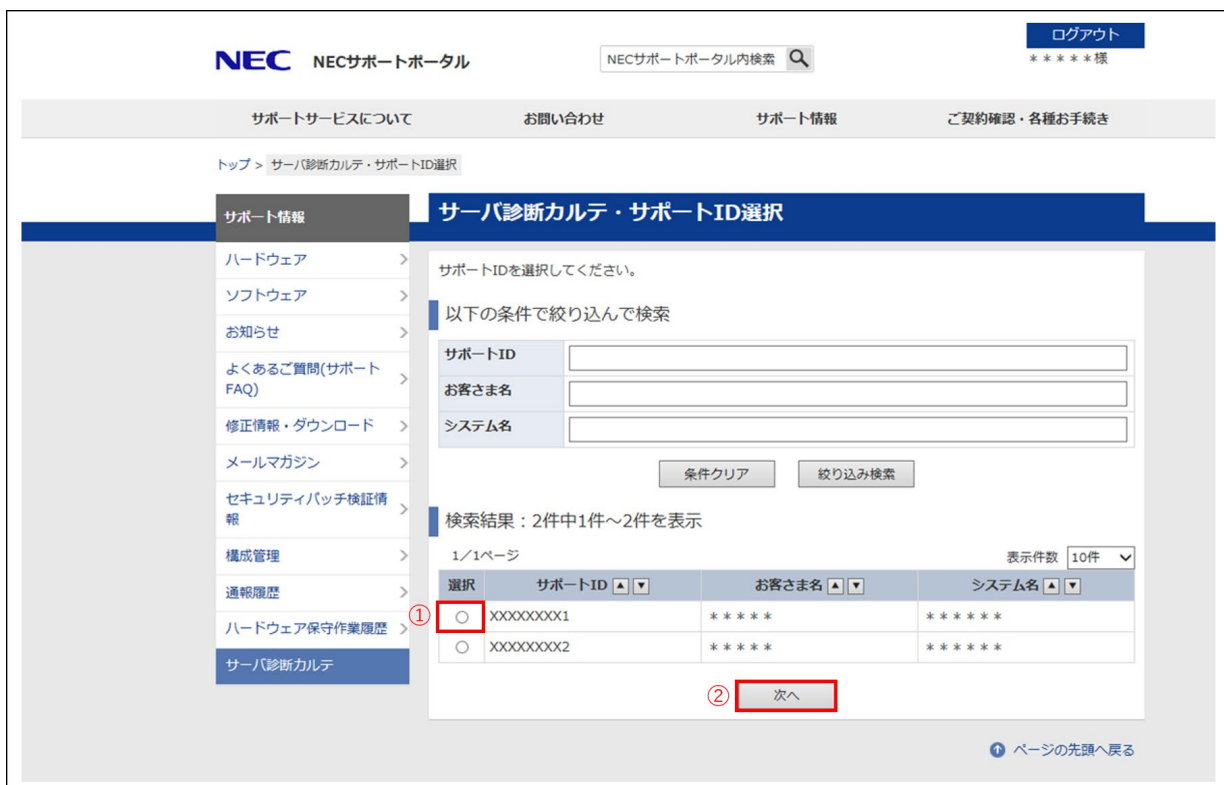 ログアウト
NEC NECサポートポータル
NECサポートポータル内検索
*****様
サポートサービスについて お問い合わせ サポート情報 ご契約確認・各種お手続き
トップ > サーバ診断カルテ・サポートID選択
サポート情報
ハードウェア
ソフトウェア
お知らせ
よくあるご質問(サポート
FAQ)
修正情報・ダウンロード
メールマガジン
セキュリティパッチ検証情
報
構成管理
通報履歴
ハードウェア保守作業履歴
サーバ診断カルテ
サーバ診断カルテ・サポートID選択
サポートIDを選択してください。
以下の条件で絞り込んで検索
サポートID
お客さま名
システム名
条件クリア 絞り込み検索
検索結果：2件中1件～2件を表示
1／1ページ 表示件数 10件
選択 サポートID ▲ ▼ お客さま名 ▲ ▼ システム名 ▲ ▼
① XXXXXXXX1 ***** ******
XXXXXXXX2 ***** ******
② 次へ
ページの先頭へ戻る